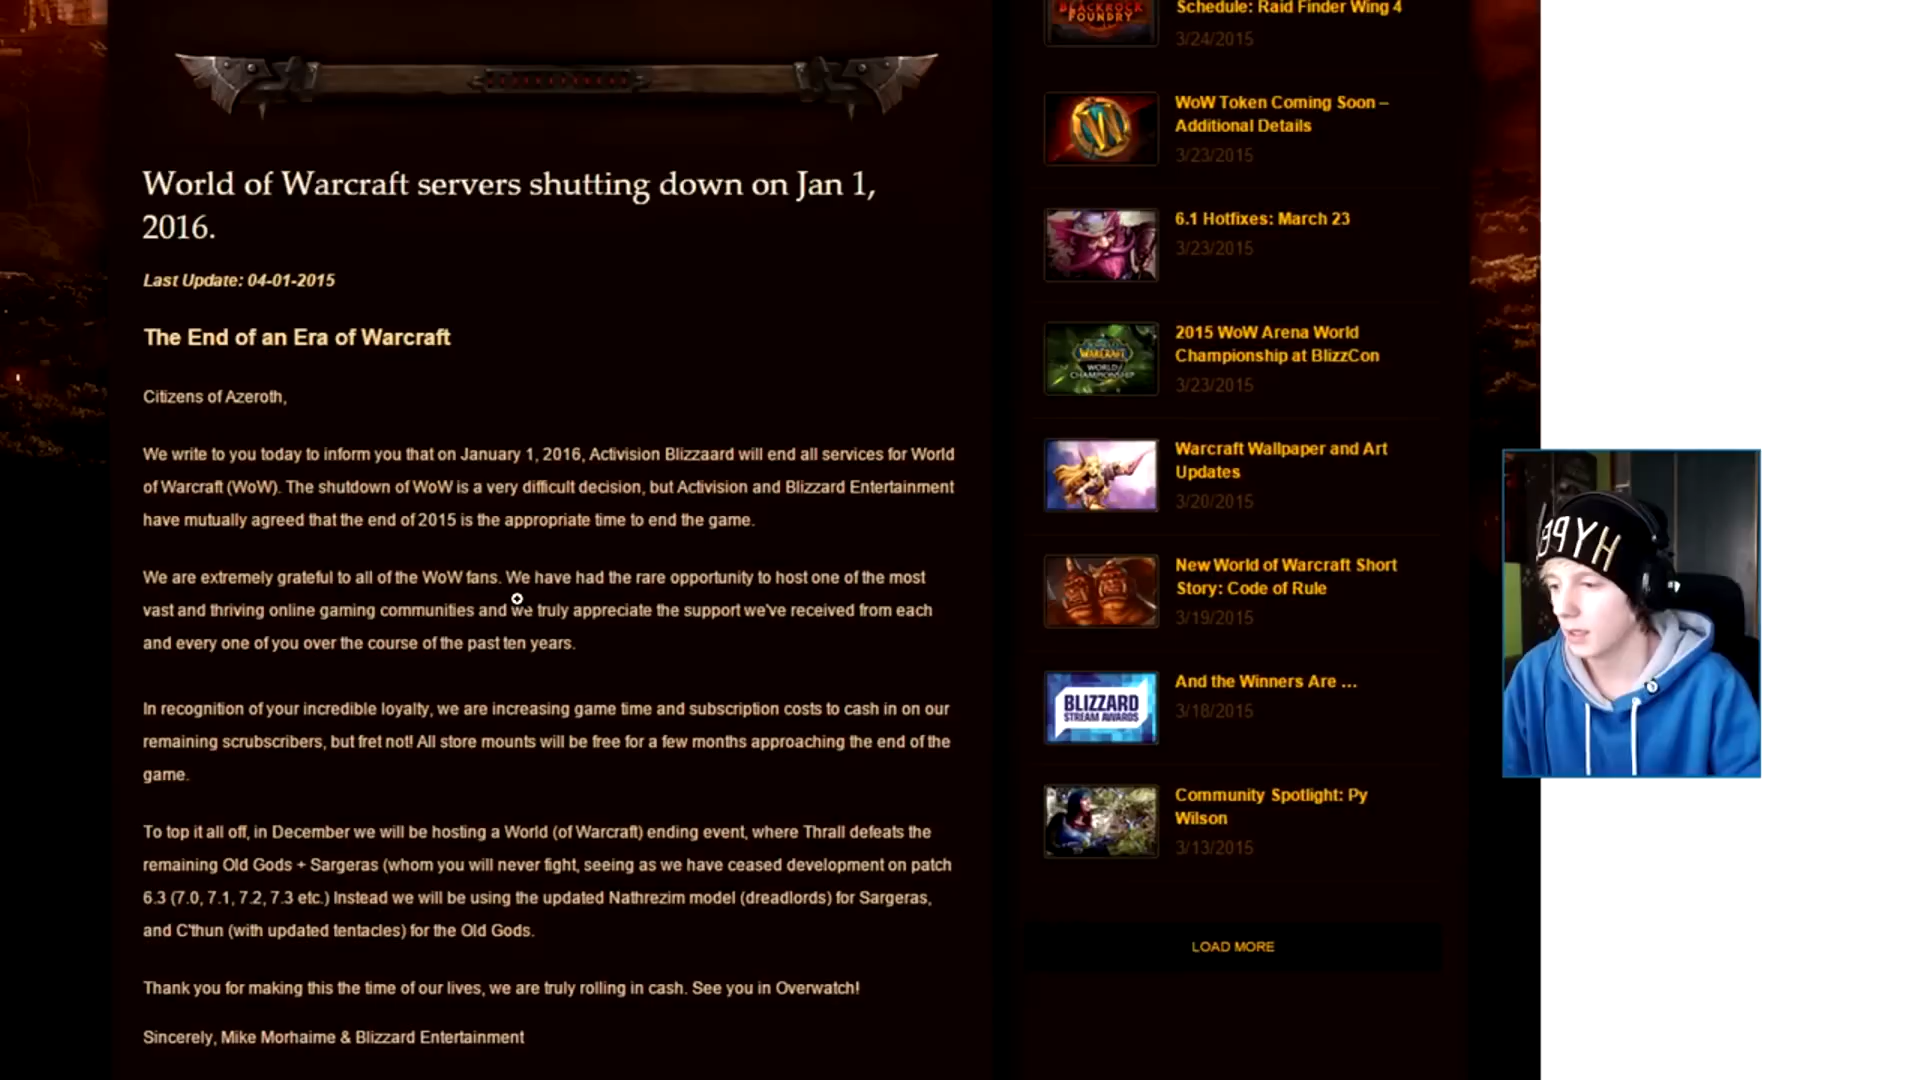 World of Warcraft servers shutting down on Jan 1,
2016.
Last Update: 04-01-2015
The End of an Era of Warcraft
Citizens of Azeroth,
We write to you today to inform you that on January 1, 2016, Activision Blizzaard will end all services for World
of Warcraft (WoW). The shutdown of WoW is a very difficult decision, but Activision and Blizzard Entertainment
have mutually agreed that the end of 2015 is the appropriate time to end the game.
We are extremely grateful to all of the WoW fans. We have had the rare opportunity to host one of the most
vast and thriving online gaming communities and we truly appreciate the support we've received from each
and every one of you over the course of the past ten years.
In recognition of your incredible loyalty, we are increasing game time and subscription costs to cash in on our
remaining scrubscribers, but fret not! All store mounts will be free for a few months approaching the end of the
game.
To top it all off, in December we will be hosting a World (of Warcraft) ending event, where Thrall defeats the
remaining Old Gods + Sargeras (whom you will never fight, seeing as we have ceased development on patch
6.3 (7.0, 7.1, 7.2, 7.3 etc.) Instead we will be using the updated Nathrezim model (dreadlords) for Sargeras,
and C'thun (with updated tentacles) for the Old Gods.
Thank you for making this the time of our lives, we are truly rolling in cash. See you in Overwatch!
Sincerely, Mike Morhaime & Blizzard Entertainment
BLACKROCK
FOUNDRY
Schedule: Raid Finder Wing 4
3/24/2015
WoW Token Coming Soon –
Additional Details
3/23/2015
6.1 Hotfixes: March 23
3/23/2015
WARCRAFT
WORLD
CHAMPIONSHIP
2015 WoW Arena World
Championship at BlizzCon
3/23/2015
Warcraft Wallpaper and Art
Updates
3/20/2015
New World of Warcraft Short
Story: Code of Rule
3/19/2015
BLIZZARD
STREAM AWARDS
And the Winners Are ...
3/18/2015
Community Spotlight: Py
Wilson
3/13/2015
LOAD MORE